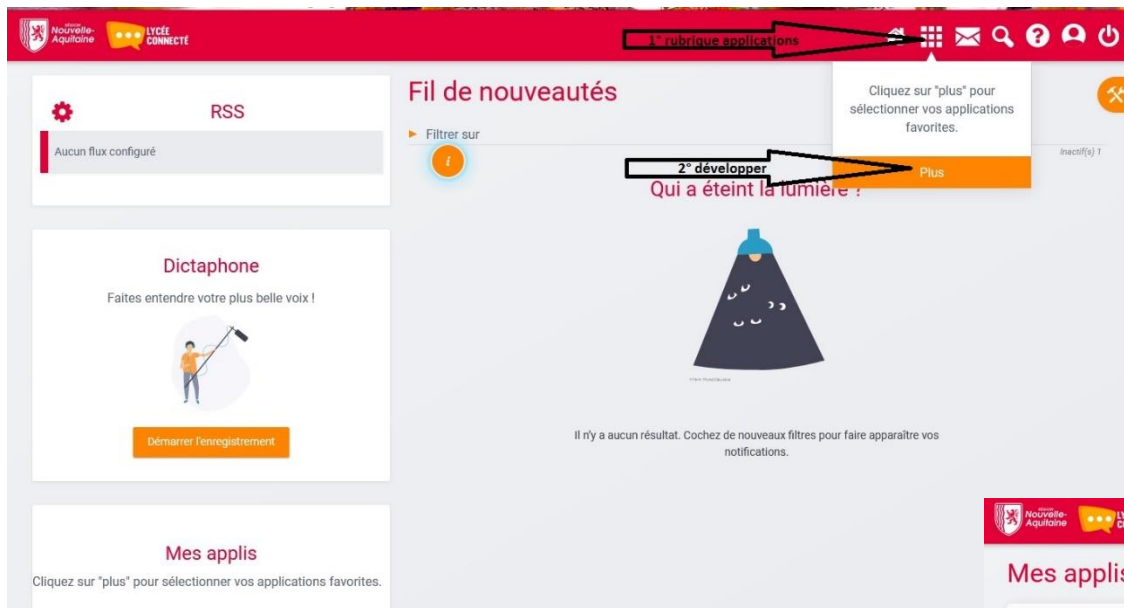 Nouvelle-
Aquitaine
LYCÉE
CONNECTÉ
1° rubrique applications
RSS
Aucun flux configuré
Fil de nouveautés
Filtrer sur
i
Cliquez sur "plus" pour
sélectionner vos applications
favorites.
Plus
Inactif(s) 1
2° développer
Qui a éteint la lumière ?
Dictaphone
Faites entendre votre plus belle voix !
Démarrer l'enregistrement
Il n'y a aucun résultat. Cochez de nouveaux filtres pour faire apparaître vos
notifications.
Mes applis
Cliquez sur "plus" pour sélectionner vos applications favorites.
Nouvelle-
Aquitaine
Mes applis